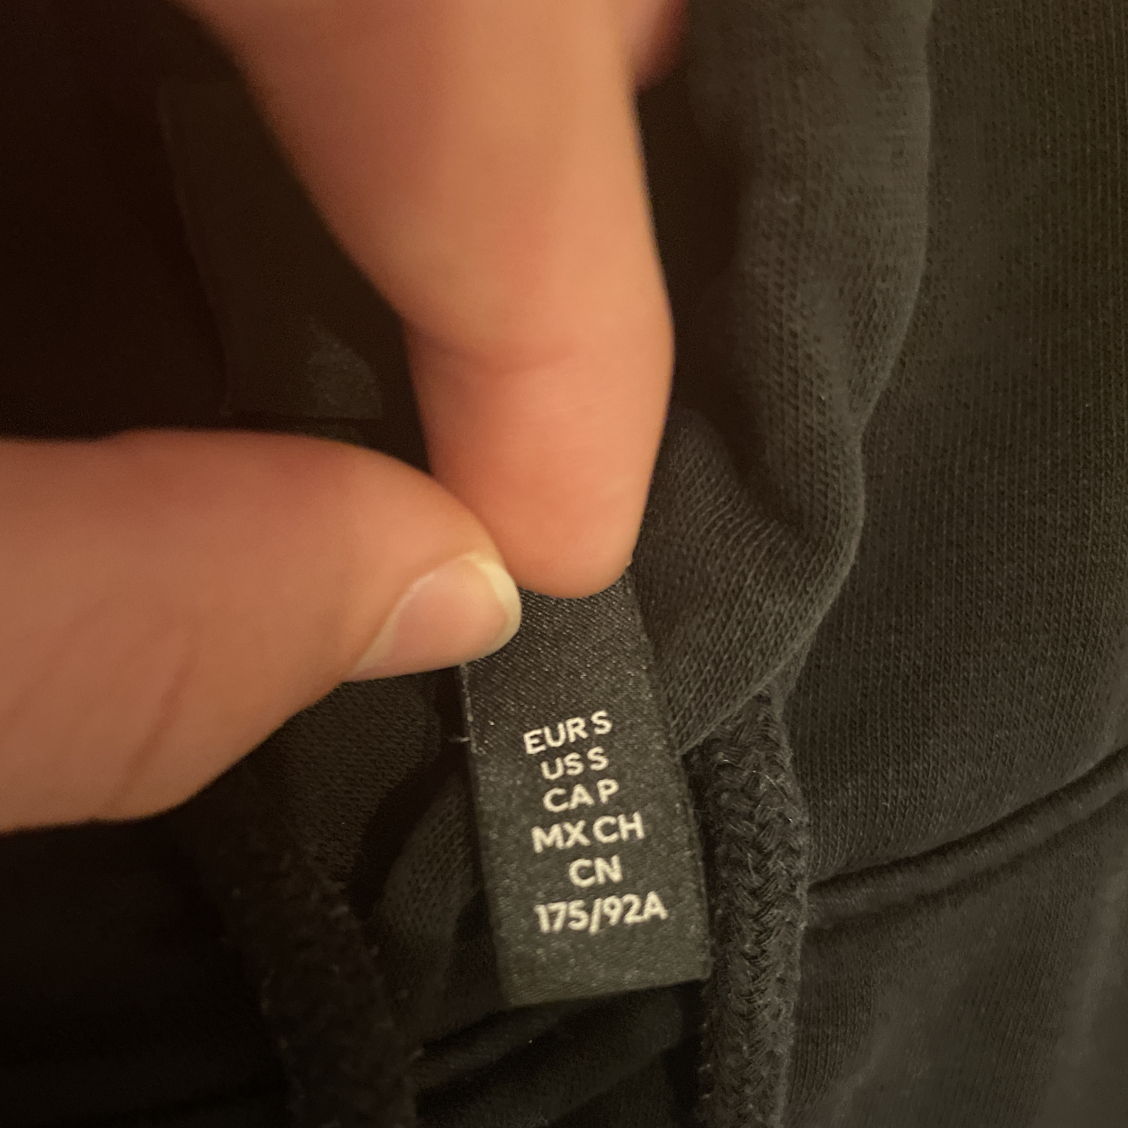 EUR S
US S
CA P
MX CH
CN
175/92A